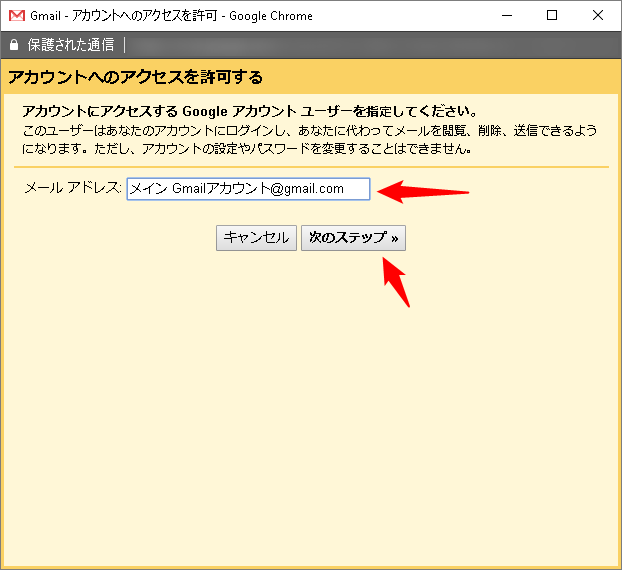 Gmail - アカウントへのアクセスを許可 - Google Chrome
保護された通信
アカウントへのアクセスを許可する
アカウントにアクセスする Google アカウント ユーザーを指定してください。
このユーザーはあなたのアカウントにログインし、あなたに代わってメールを閲覧、削除、送信できるよう
になります。ただし、アカウントの設定やパスワードを変更することはできません。
メール アドレス: メイン Gmailアカウント@gmail.com
キャンセル 次のステップ »